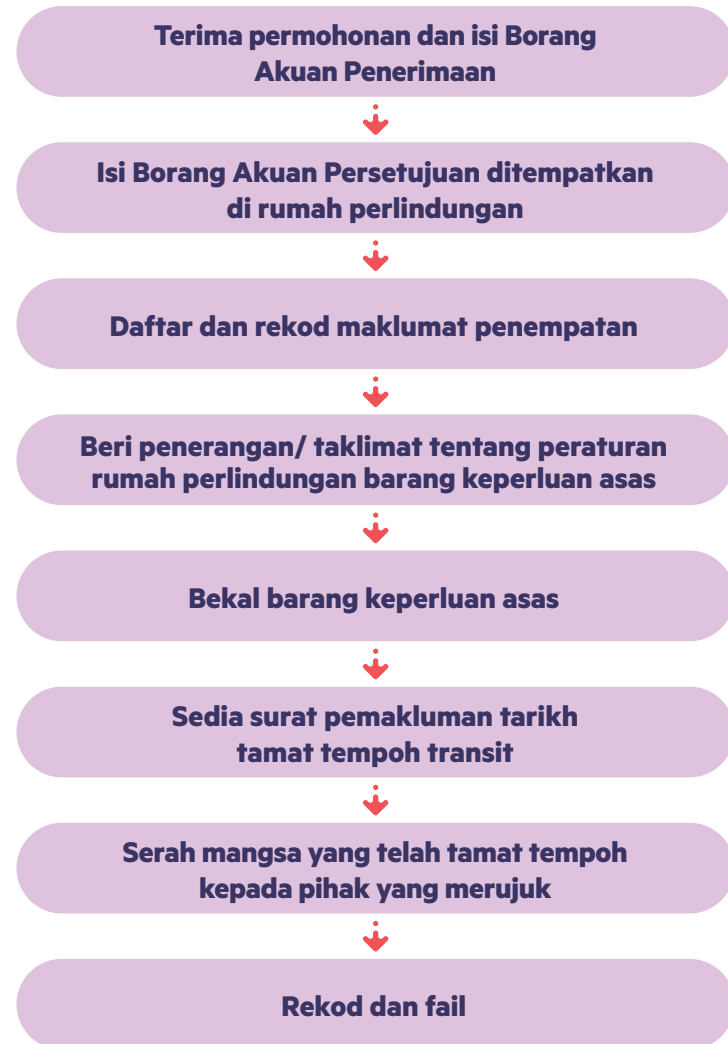 Terima permohonan dan isi Borang
Akuan Penerimaan
Isi Borang Akuan Persetujuan ditempatkan
di rumah perlindungan
Daftar dan rekod maklumat penempatan
Beri penerangan/ taklimat tentang peraturan
rumah perlindungan barang keperluan asas
Bekal barang keperluan asas
Sedia surat pemakluman tarikh
tamat tempoh transit
Serah mangsa yang telah tamat tempoh
kepada pihak yang merujuk
Rekod dan fail